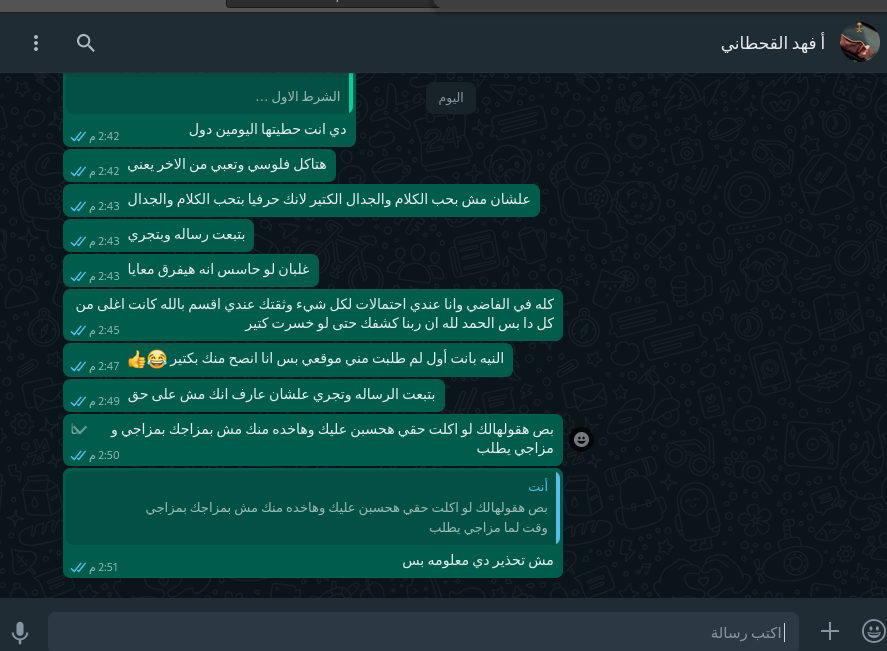 أ فهد القحطاني
اليوم
الشرط الاول ...
دي انت حطيتها اليومين دول
2:42 م
هتاكل فلوسي وتعبي من الاخر يعني
2:42 م
علشان مش بحب الكلام والجدال الكتير لانك حرفيا بتحب الكلام والجدال
2:43 م
بتبعت رساله وبتجري
2:43 م
غلبان لو حاسس انه هيفرق معايا
2:43 م
كله في الفاضي وانا عندي احتمالات لكل شيء وثقتك عندي اقسم بالله كانت اغلى من
كل دا بس الحمد لله ان ربنا كشفك حتى لو خسرت كتير
2:45 م
النيه بانت أول لم طلبت مني موقعي بس انا انصح منك بكتير 😂👍
2:47 م
بتبعت الرساله وتجري علشان عارف انك مش على حق
2:49 م
بص هقولهالك لو اكلت حقي هحسبن عليك وهاخده منك مش بمزاجك بمزاجي و
مزاجي يطلب
2:50 م
أنت
بص هقولهالك لو اكلت حقي هحسبن عليك وهاخده منك مش بمزاجك بمزاجي
وقت لما مزاجي يطلب
مش تحذير دي معلومه بس
2:51 م
اكتب رسالة